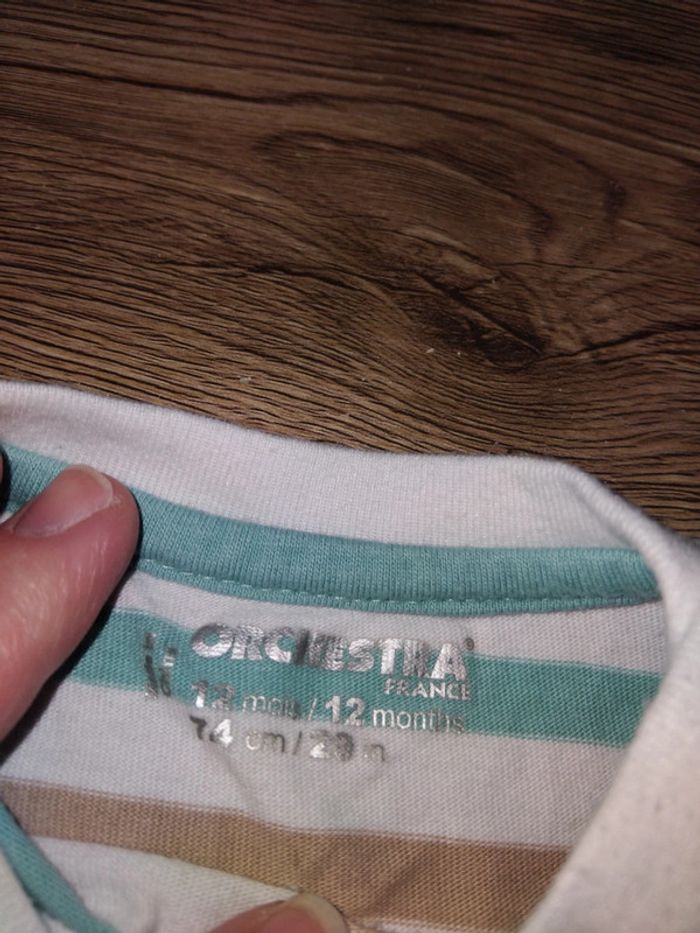 ORCHESTRA®
FRANCE
12 mois / 12 months
74 cm / 29 in